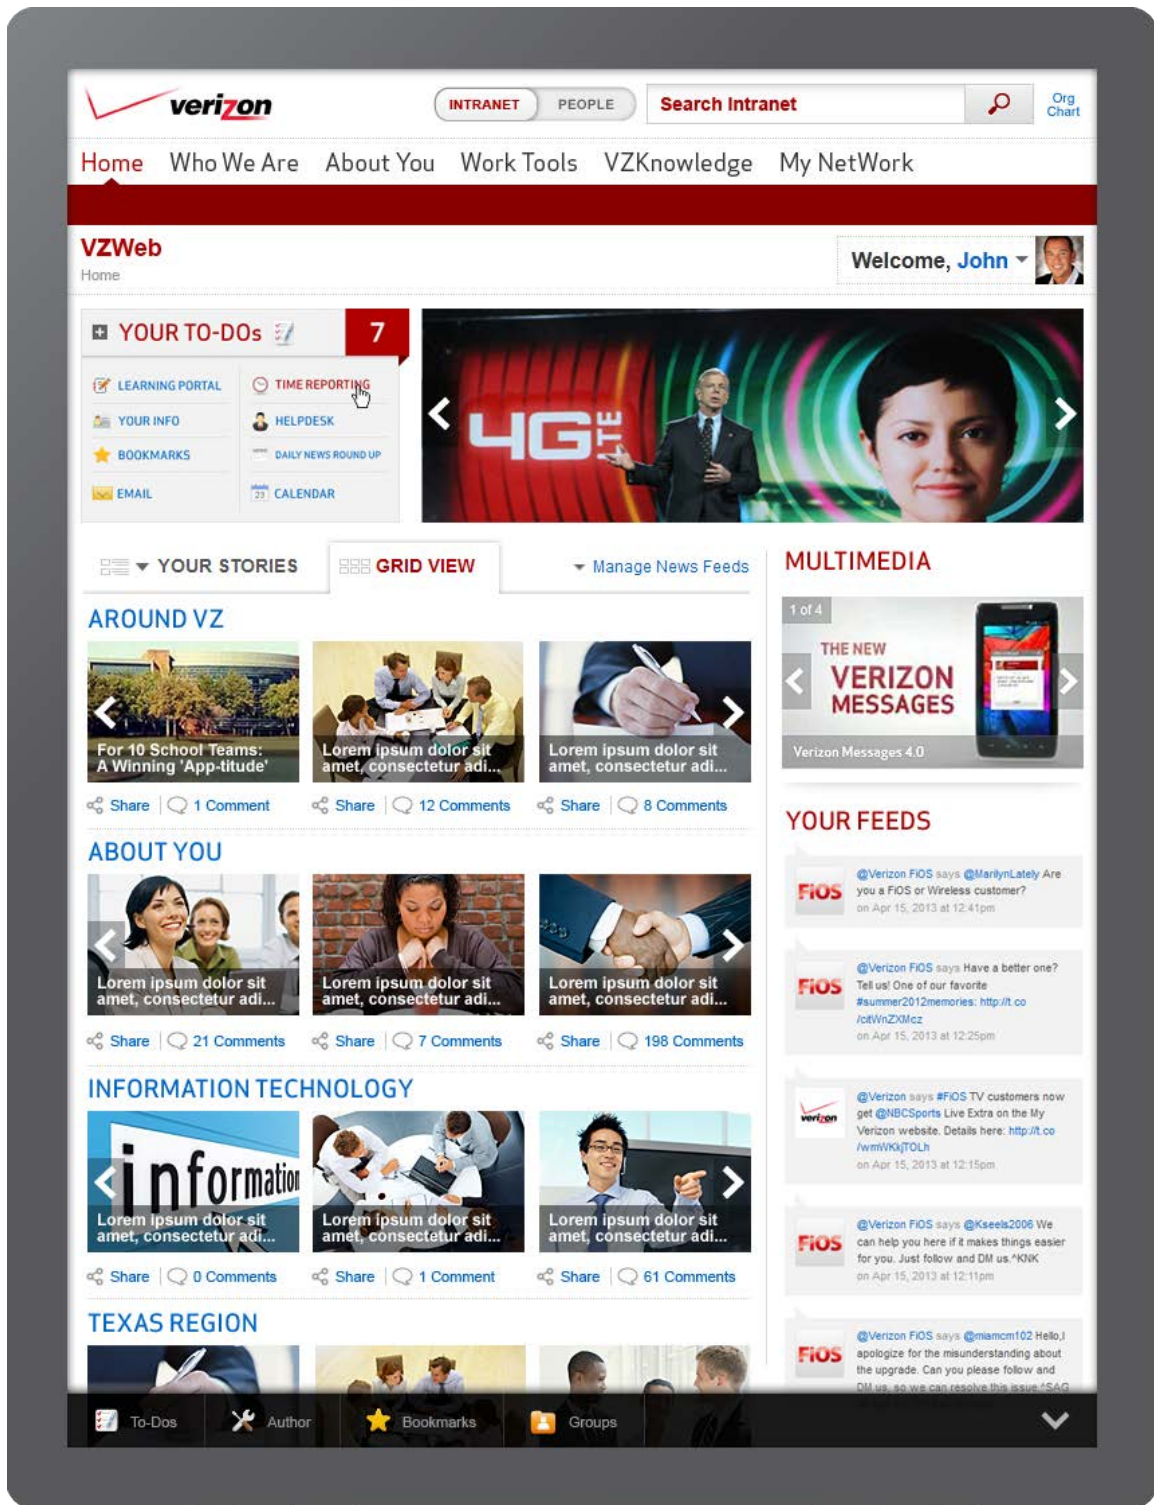 verizon
INTRANET PEOPLE Search Intranet Org
Chart
Home Who We Are About You Work Tools VZKnowledge My NetWork
VZWeb
Home
Welcome, John
YOUR TO-DOs 7
LEARNING PORTAL TIME REPORTING
YOUR INFO HELPDESK
BOOKMARKS DAILY NEWS ROUND UP
EMAIL 23 CALENDAR
4G LTE
YOUR STORIES GRID VIEW Manage News Feeds
AROUND VZ
For 10 School Teams:
A Winning 'App-titude'
Lorem ipsum dolor sit
amet, consectetur adi...
Lorem ipsum dolor sit
amet, consectetur adi...
Share 1 Comment Share 12 Comments Share 8 Comments
ABOUT YOU
Lorem ipsum dolor sit
amet, consectetur adi...
Lorem ipsum dolor sit
amet, consectetur adi...
Lorem ipsum dolor sit
amet, consectetur adi...
Share 21 Comments Share 7 Comments Share 198 Comments
INFORMATION TECHNOLOGY
information
Lorem ipsum dolor sit
amet, consectetur adi...
Lorem ipsum dolor sit
amet, consectetur adi...
Lorem ipsum dolor sit
amet, consectetur adi...
Share 0 Comments Share 1 Comment Share 61 Comments
TEXAS REGION
MULTIMEDIA
1 of 4
THE NEW
VERIZON
MESSAGES
Verizon Messages 4.0
YOUR FEEDS
FiOS
@Verizon FiOS says @MarilynLately Are
you a FiOS or Wireless customer?
on Apr 15, 2013 at 12:41pm
FiOS
@Verizon FiOS says Have a better one?
Tell us! One of our favorite
#summer2012memories: http://t.co
/citWnZXMcz
on Apr 15, 2013 at 12:25pm
verizon
@Verizon says #FiOS TV customers now
get @NBCSports Live Extra on the My
Verizon website. Details here: http://t.co
/wmWKkjTOLh
on Apr 15, 2013 at 12:15pm
FiOS
@Verizon FiOS says @Kseels2006 We
can help you here if it makes things easier
for you. Just follow and DM us.^KNK
on Apr 15, 2013 at 12:11pm
FiOS
@Verizon FiOS says @miamcm102 Hello,I
apologize for the misunderstanding about
the upgrade. Can you please follow and
DM us, so we can resolve this issue.^SAG
To-Dos Author Bookmarks Groups